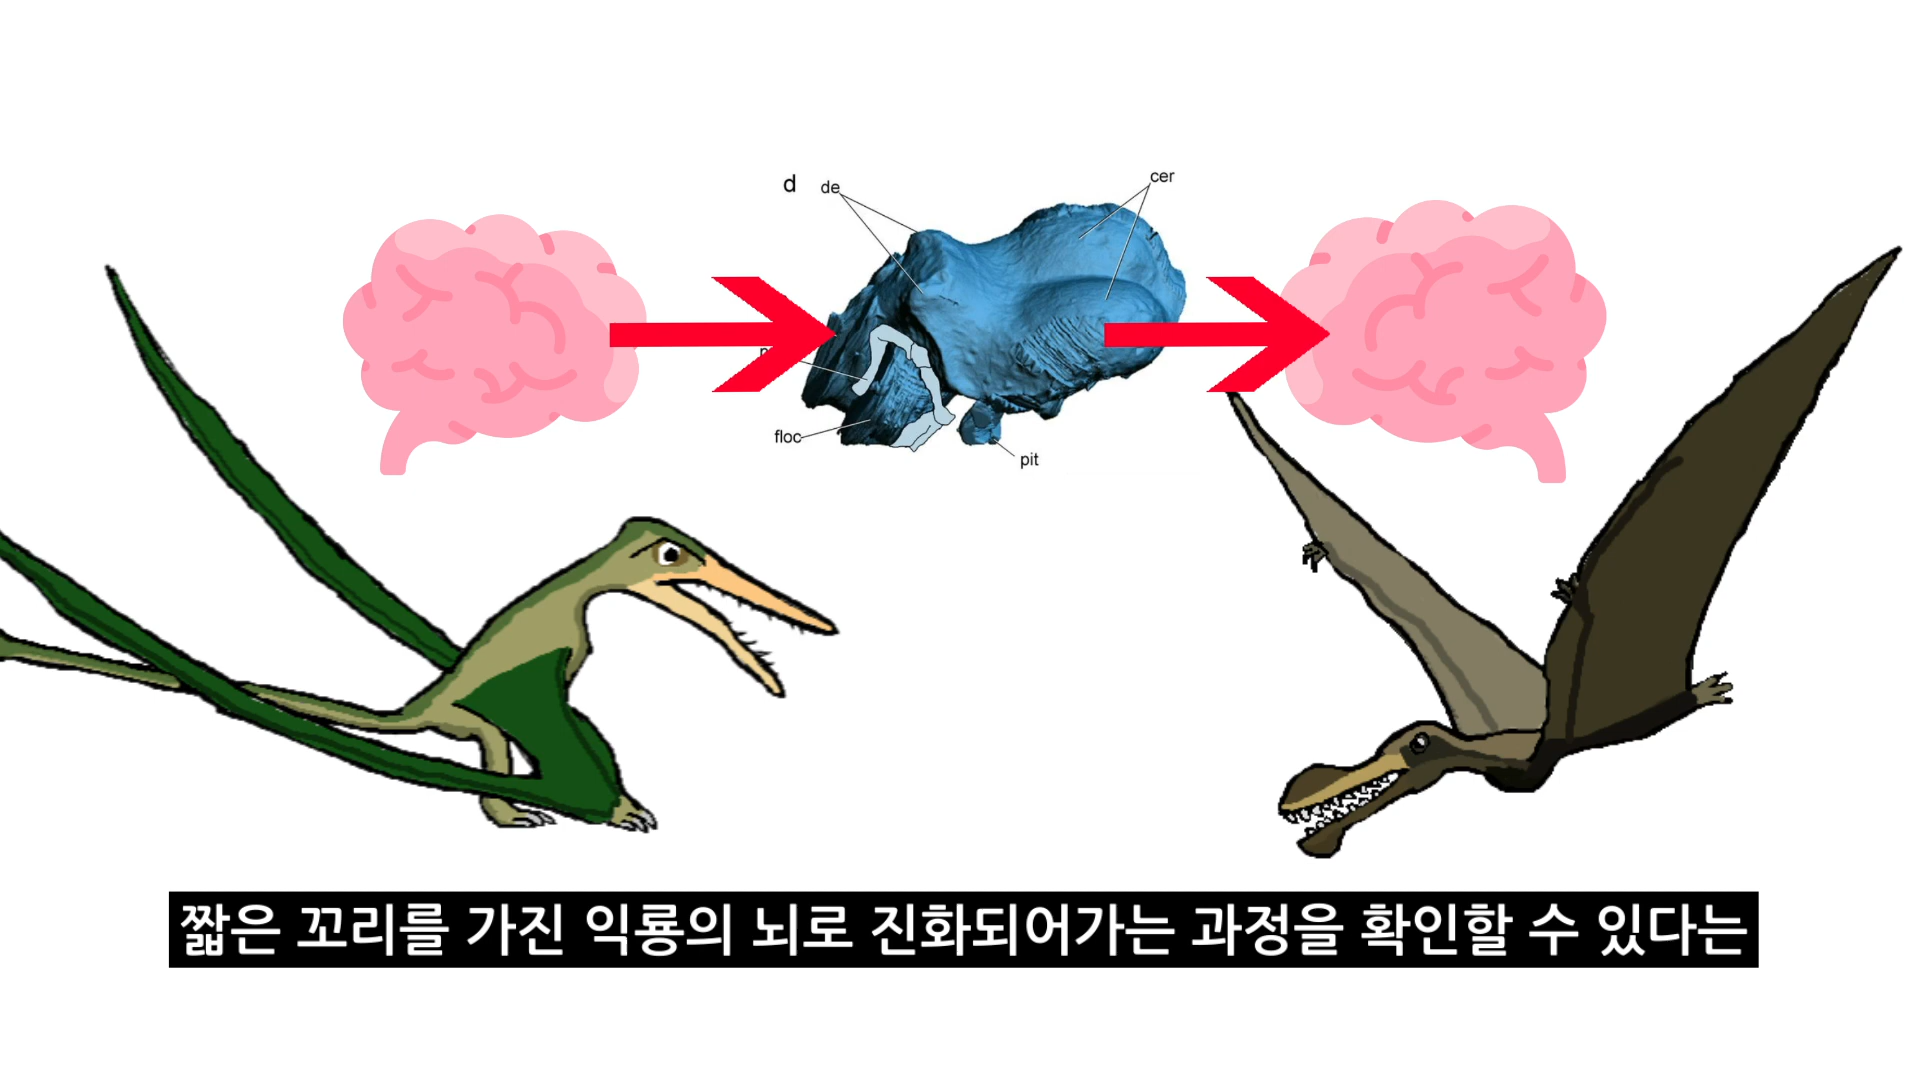 cer
d
de
floc
pit
짧은 꼬리를 가진 익룡의 뇌로 진화되어가는 과정을 확인할 수 있다는